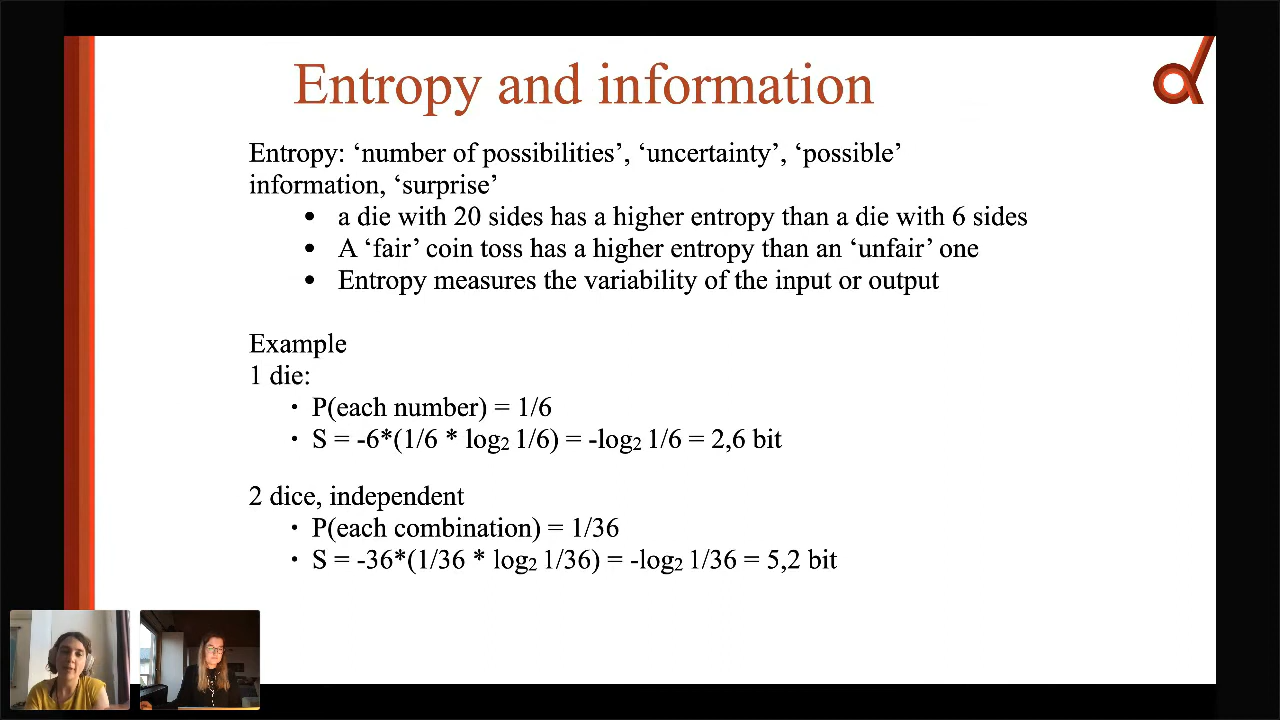 Entropy and information
Entropy: ‘number of possibilities’, ‘uncertainty’, ‘possible’
information, ‘surprise’
• a die with 20 sides has a higher entropy than a die with 6 sides
• A ‘fair’ coin toss has a higher entropy than an ‘unfair’ one
• Entropy measures the variability of the input or output
Example
1 die:
· P(each number) = 1/6
· S = -6*(1/6 * log₂ 1/6) = -log₂ 1/6 = 2,6 bit
2 dice, independent
· P(each combination) = 1/36
· S = -36*(1/36 * log₂ 1/36) = -log₂ 1/36 = 5,2 bit